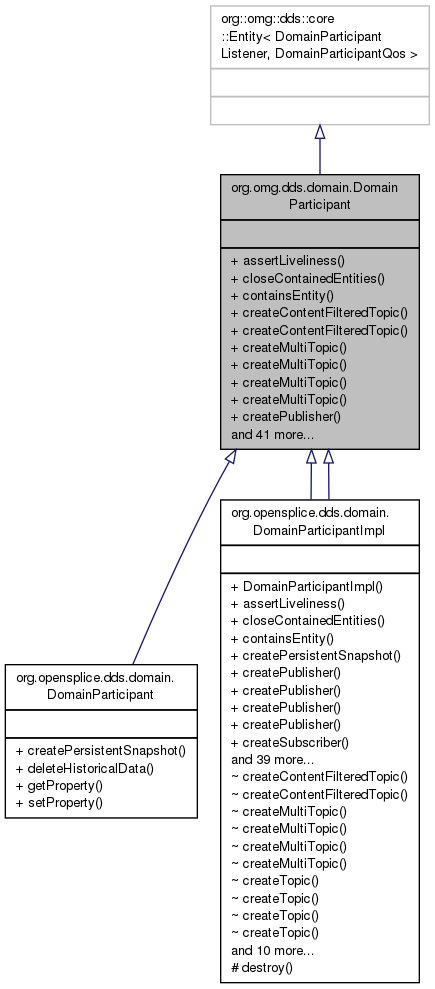 org::omg::dds::core
::Entity< DomainParticipant
Listener, DomainParticipantQos >
org.omg.dds.domain.Domain
Participant
+ assertLiveliness()
+ closeContainedEntities()
+ containsEntity()
+ createContentFilteredTopic()
+ createContentFilteredTopic()
+ createMultiTopic()
+ createMultiTopic()
+ createMultiTopic()
+ createMultiTopic()
+ createPublisher()
and 41 more...
org.opensplice.dds.domain.
DomainParticipantImpl
+ DomainParticipantImpl()
+ assertLiveliness()
+ closeContainedEntities()
+ containsEntity()
+ createPersistentSnapshot()
+ createPublisher()
+ createPublisher()
+ createPublisher()
+ createPublisher()
+ createSubscriber()
and 39 more...
~ createContentFilteredTopic()
~ createContentFilteredTopic()
~ createMultiTopic()
~ createMultiTopic()
~ createMultiTopic()
~ createMultiTopic()
~ createTopic()
~ createTopic()
~ createTopic()
~ createTopic()
and 10 more...
# destroy()
org.opensplice.dds.domain.
DomainParticipant
+ createPersistentSnapshot()
+ deleteHistoricalData()
+ getProperty()
+ setProperty()